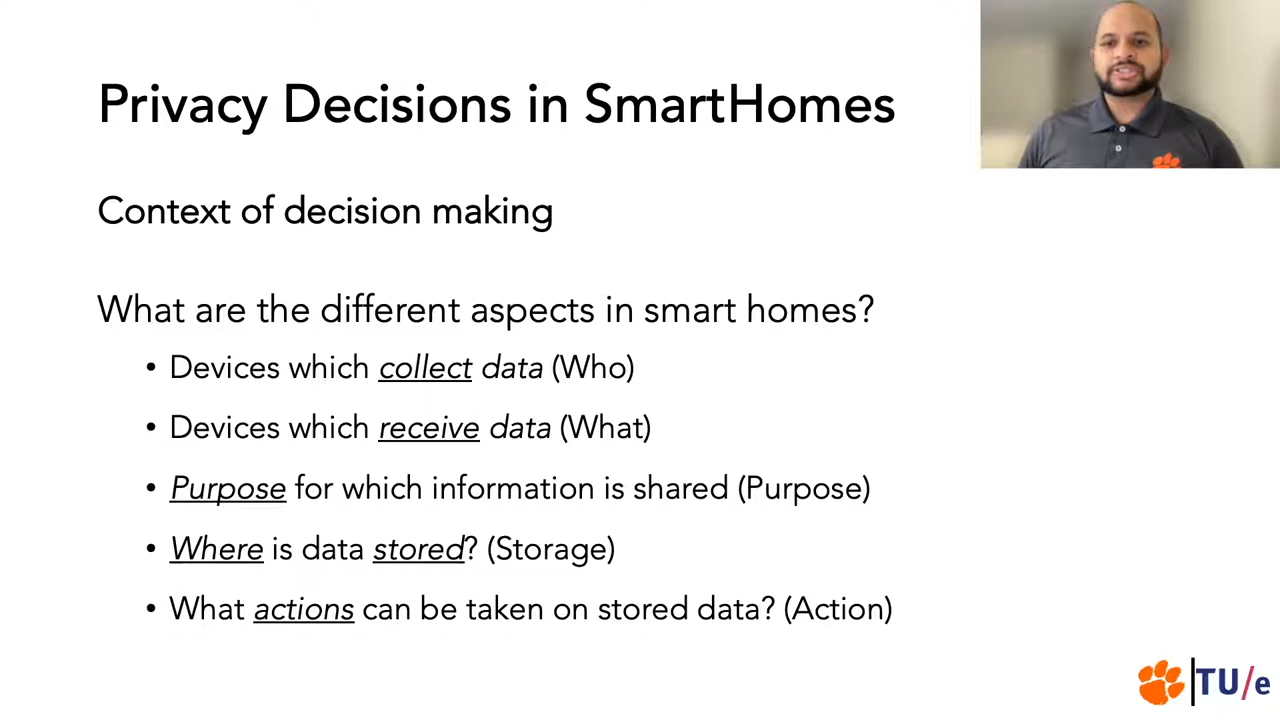 Privacy Decisions in SmartHomes
Context of decision making
What are the different aspects in smart homes?
• Devices which collect data (Who)
• Devices which receive data (What)
• Purpose for which information is shared (Purpose)
• Where is data stored? (Storage)
• What actions can be taken on stored data? (Action)
TU/e